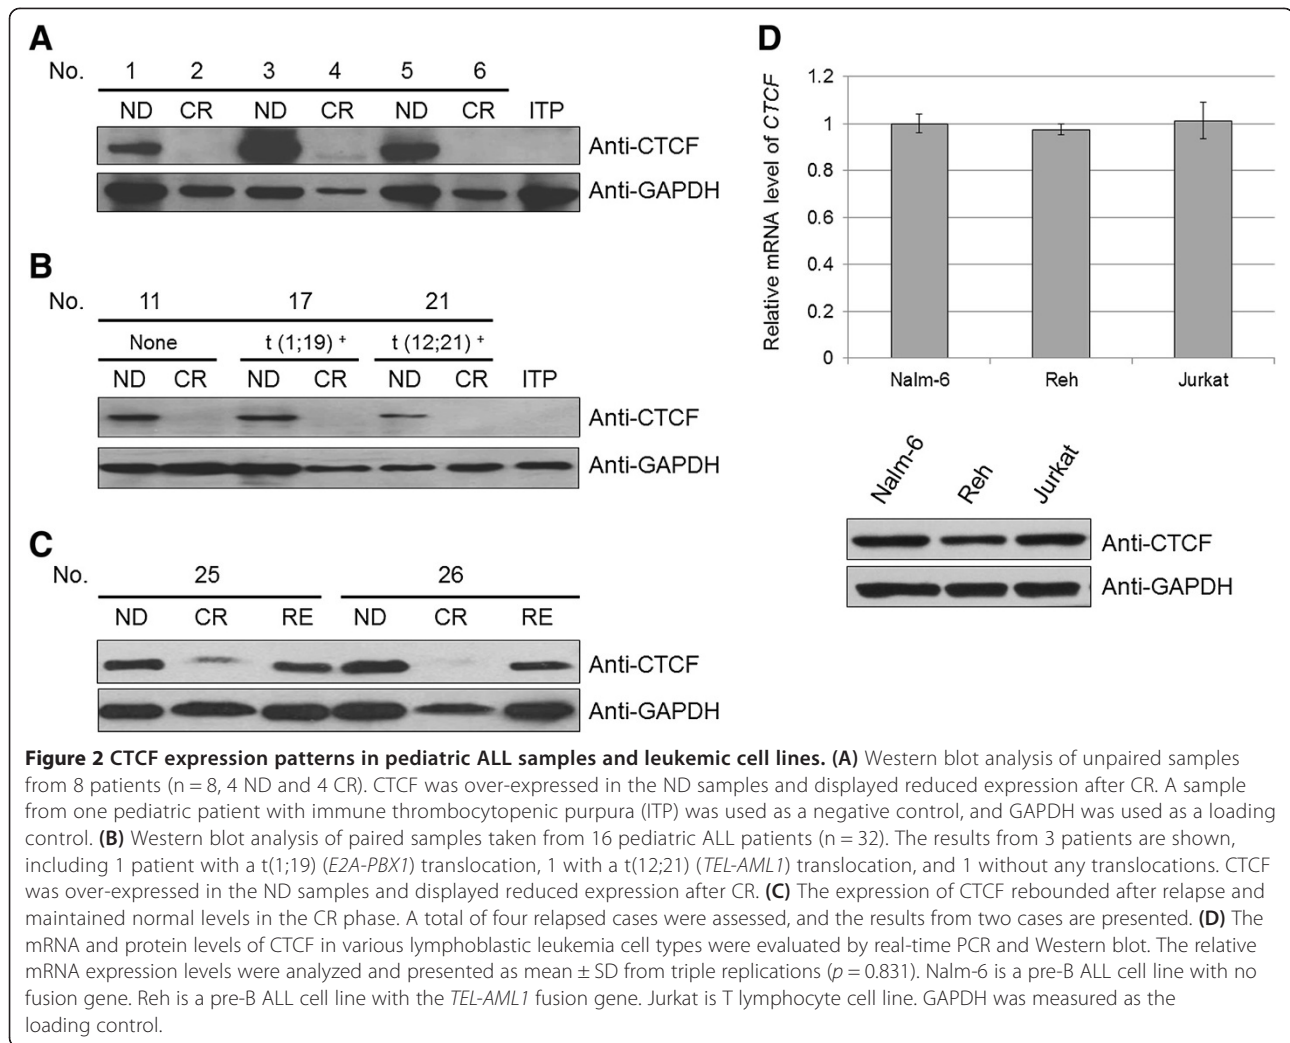 A
No. 1 2 3 4 5 6
ND CR ND CR ND CR ITP
Anti-CTCF
Anti-GAPDH
B
No. 11 17 21
None t (1;19) + t (12;21) +
ND CR ND CR ND CR ITP
Anti-CTCF
Anti-GAPDH
C
No. 25 26
ND CR RE ND CR RE
Anti-CTCF
Anti-GAPDH
D
Relative mRNA level of CTCF
1.2
1
0.8
0.6
0.4
0.2
0
Nalm-6 Reh Jurkat
Nalm-6 Reh Jurkat
Anti-CTCF
Anti-GAPDH
Figure 2 CTCF expression patterns in pediatric ALL samples and leukemic cell lines. (A) Western blot analysis of unpaired samples
from 8 patients (n = 8, 4 ND and 4 CR). CTCF was over-expressed in the ND samples and displayed reduced expression after CR. A sample
from one pediatric patient with immune thrombocytopenic purpura (ITP) was used as a negative control, and GAPDH was used as a loading
control. (B) Western blot analysis of paired samples taken from 16 pediatric ALL patients (n = 32). The results from 3 patients are shown,
including 1 patient with a t(1;19) (E2A-PBX1) translocation, 1 with a t(12;21) (TEL-AML1) translocation, and 1 without any translocations. CTCF
was over-expressed in the ND samples and displayed reduced expression after CR. (C) The expression of CTCF rebounded after relapse and
maintained normal levels in the CR phase. A total of four relapsed cases were assessed, and the results from two cases are presented. (D) The
mRNA and protein levels of CTCF in various lymphoblastic leukemia cell types were evaluated by real-time PCR and Western blot. The relative
mRNA expression levels were analyzed and presented as mean ± SD from triple replications (p = 0.831). Nalm-6 is a pre-B ALL cell line with no
fusion gene. Reh is a pre-B ALL cell line with the TEL-AML1 fusion gene. Jurkat is T lymphocyte cell line. GAPDH was measured as the
loading control.